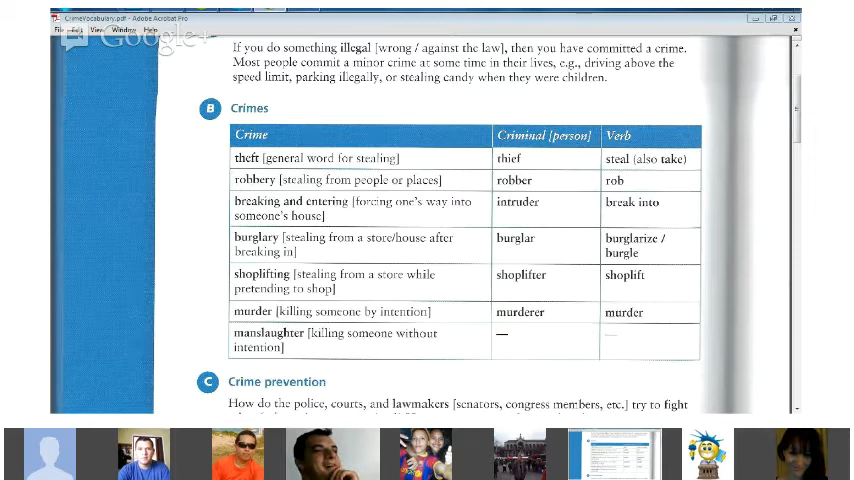 CrimeVocabulary.pdf - Adobe Acrobat Pro
File Edit View Window Help
Google+
If you do something illegal [wrong / against the law], then you have committed a crime.
Most people commit a minor crime at some time in their lives, e.g., driving above the
speed limit, parking illegally, or stealing candy when they were children.
B Crimes
Crime Criminal [person] Verb
theft [general word for stealing] thief steal (also take)
robbery [stealing from people or places] robber rob
breaking and entering [forcing one's way into intruder break into
someone's house]
burglary [stealing from a store/house after burglar burglarize /
breaking in] burgle
shoplifting [stealing from a store while shoplifter shoplift
pretending to shop]
murder [killing someone by intention] murderer murder
manslaughter [killing someone without — —
intention]
C Crime prevention
How do the police, courts, and lawmakers [senators, congress members, etc.] try to fight